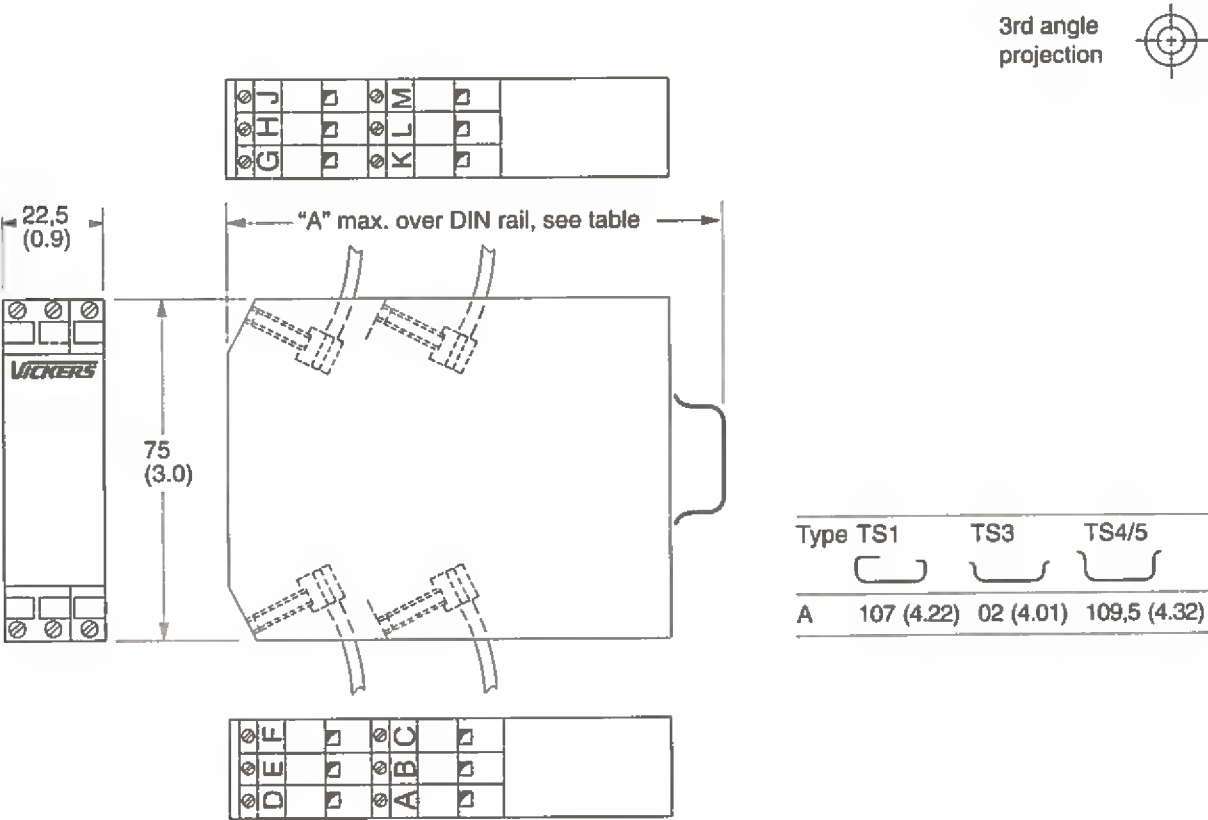 3rd angle
projection
J M
H L
G K
22,5
(0.9)
"A" max. over DIN rail, see table
VICKERS
75
(3.0)
Type TS1 TS3 TS4/5
A 107 (4.22) 02 (4.01) 109,5 (4.32)
F C
E B
D A